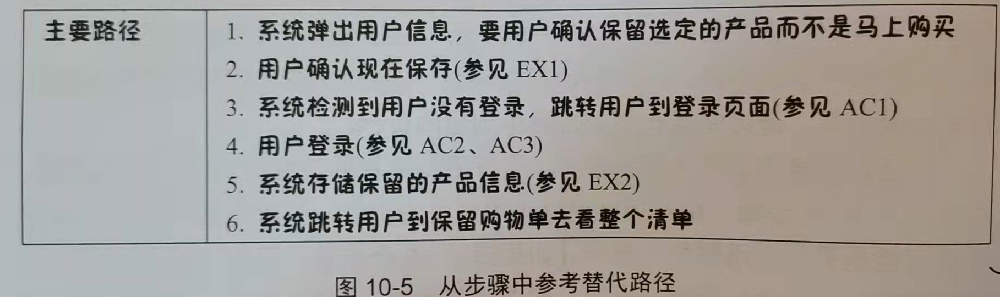 主要路径
1. 系统弹出用户信息，要用户确认保留选定的产品而不是马上购买
2. 用户确认现在保存(参见 EX1)
3. 系统检测到用户没有登录，跳转用户到登录页面(参见 AC1)
4. 用户登录(参见 AC2、AC3)
5. 系统存储保留的产品信息(参见 EX2)
6. 系统跳转用户到保留购物单去看整个清单
图 10-5 从步骤中参考替代路径